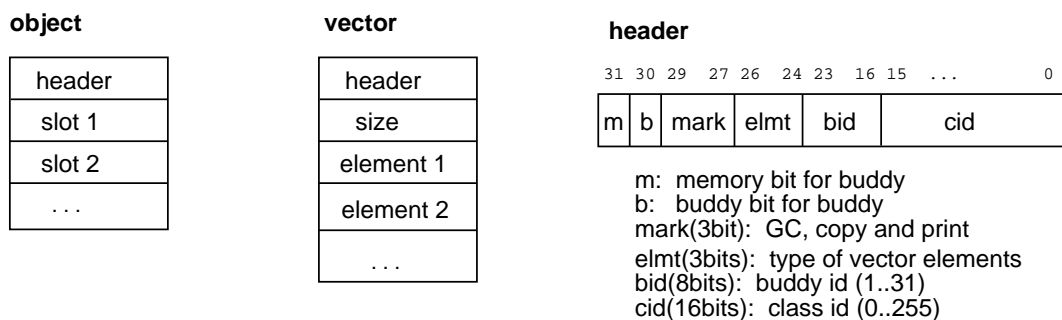 object
header
slot 1
slot 2
. . .
vector
header
size
element 1
element 2
. . .
header
31 30 29 27 26 24 23 16 15 ... 0
m b mark elmt bid cid
m: memory bit for buddy
b: buddy bit for buddy
mark(3bit): GC, copy and print
elmt(3bits): type of vector elements
bid(8bits): buddy id (1..31)
cid(16bits): class id (0..255)